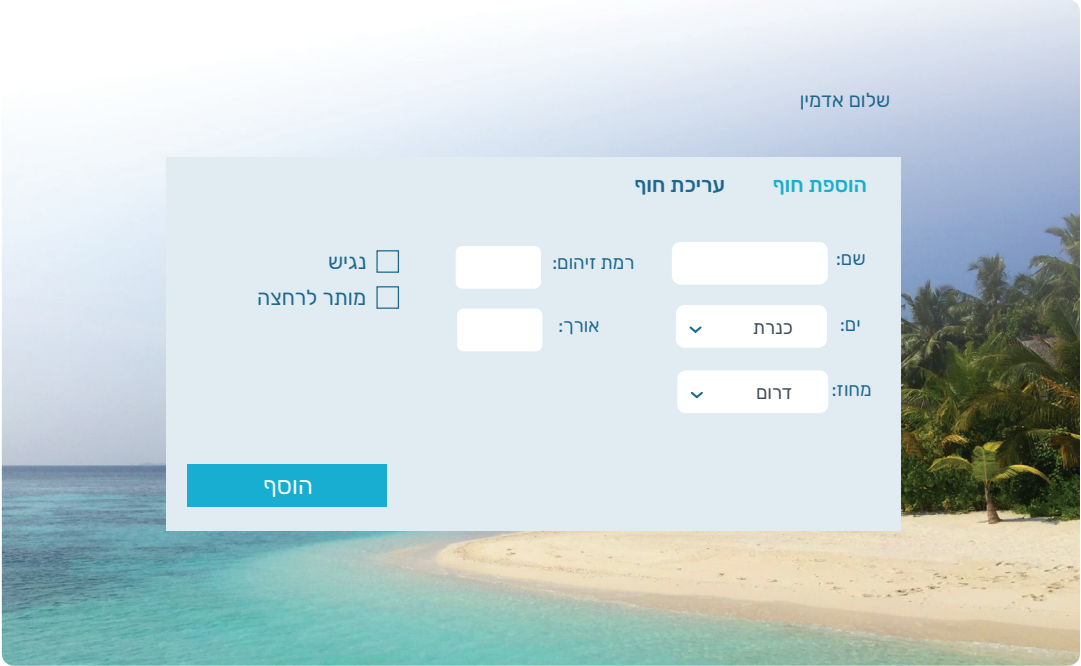 שלום אדמין
הוספת חוף
עריכת חוף
שם:
רמת זיהום:
נגיש
ים:
כנרת
אורך:
מותר לרחצה
מחוז:
דרום
הוסף